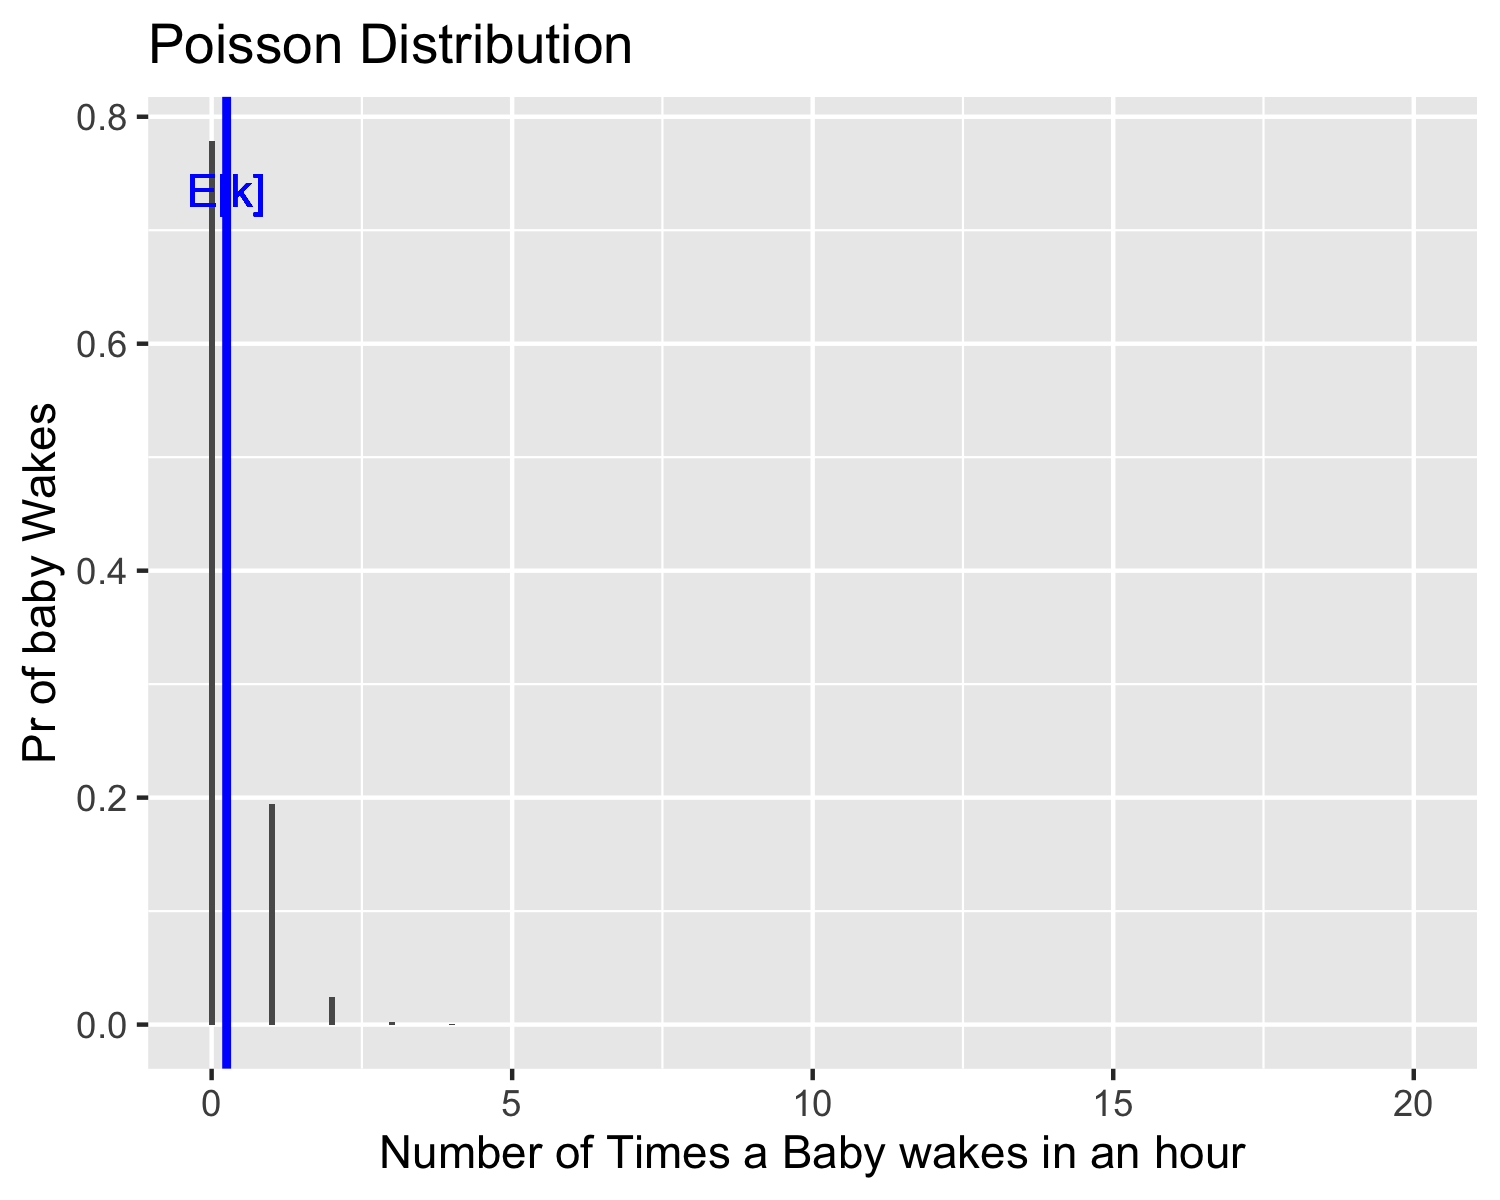 Poisson Distribution
0.8
E[k]
0.6
0.4
0.2
0.0
Pr of baby Wakes
0 5 10 15 20
Number of Times a Baby wakes in an hour